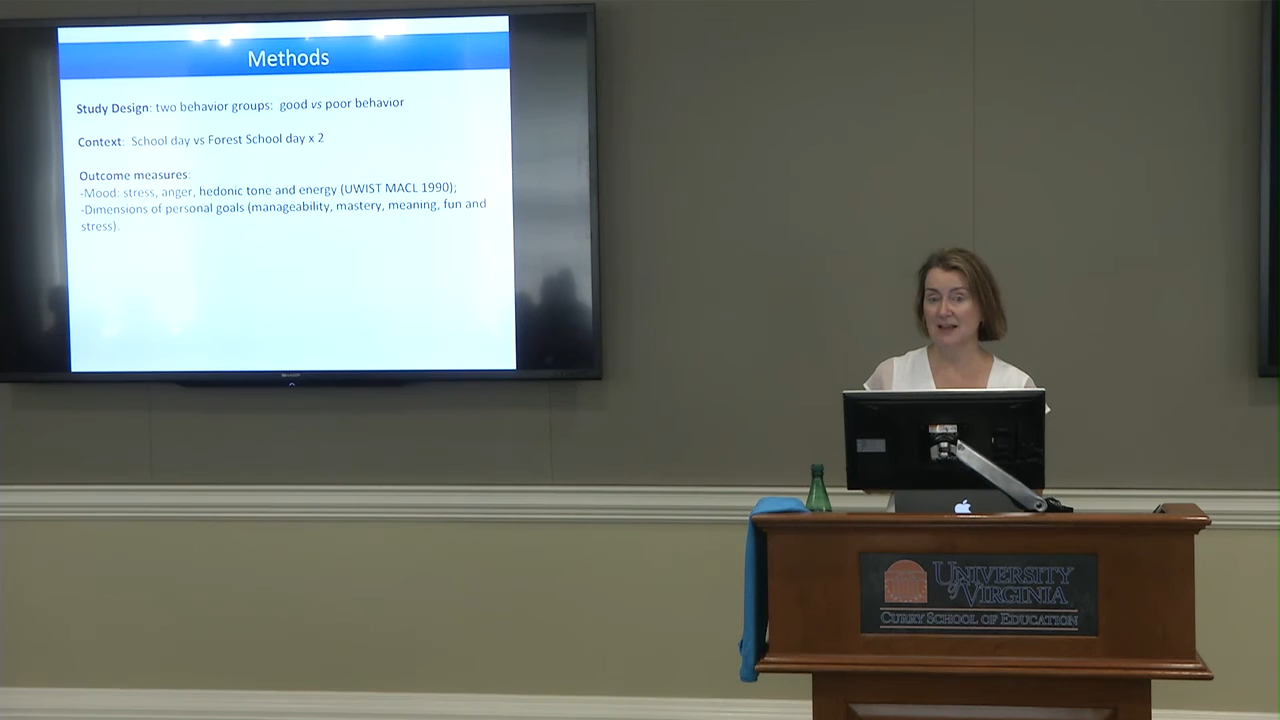 Methods
Study Design: two behavior groups: good vs poor behavior
Context: School day vs Forest School day x 2
Outcome measures:
-Mood: stress, anger, hedonic tone and energy (UWIST MACL 1990);
-Dimensions of personal goals (manageability, mastery, meaning, fun and
stress).
SHARP
UNIVERSITY
of VIRGINIA
CURRY SCHOOL OF EDUCATION